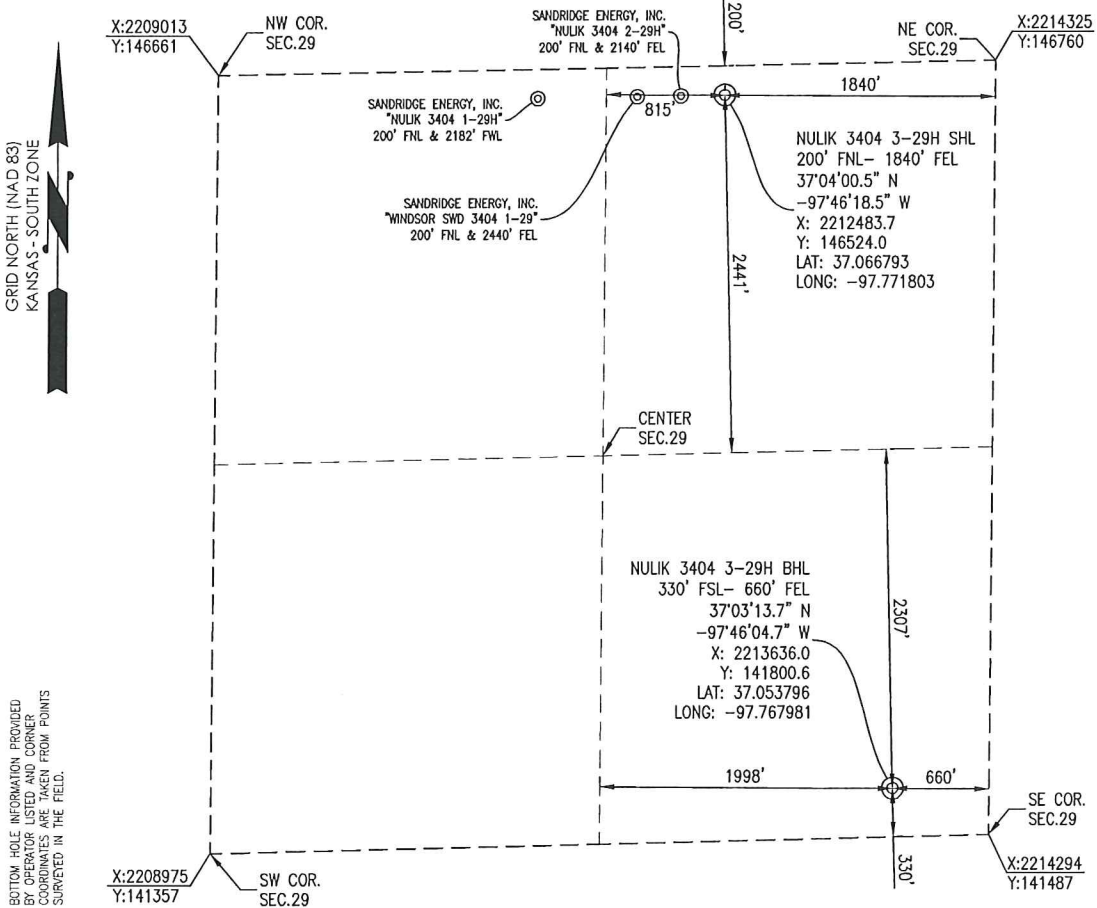 X:2209013
Y:146661
NW COR.
SEC.29
SANDRIDGE ENERGY, INC.
"NULIK 3404 2-29H"
200' FNL & 2140' FEL
200'
NE COR.
SEC.29
X:2214325
Y:146760
GRID NORTH (NAD 83)
KANSAS - SOUTH ZONE
SANDRIDGE ENERGY, INC.
"NULIK 3404 1-29H"
200' FNL & 2182' FWL
815'
1840'
SANDRIDGE ENERGY, INC.
"WINDSOR SWD 3404 1-29"
200' FNL & 2440' FEL
NULIK 3404 3-29H SHL
200' FNL- 1840' FEL
37°04'00.5" N
-97°46'18.5" W
X: 2212483.7
Y: 146524.0
LAT: 37.066793
LONG: -97.771803
2441'
CENTER
SEC.29
NULIK 3404 3-29H BHL
330' FSL- 660' FEL
37°03'13.7" N
-97°46'04.7" W
X: 2213636.0
Y: 141800.6
LAT: 37.053796
LONG: -97.767981
2307'
1998'
660'
330'
BOTTOM HOLE INFORMATION PROVIDED
BY OPERATOR LISTED AND CORNER
COORDINATES ARE TAKEN FROM POINTS
SURVEYED IN THE FIELD.
X:2208975
Y:141357
SW COR.
SEC.29
SE COR.
SEC.29
X:2214294
Y:141487